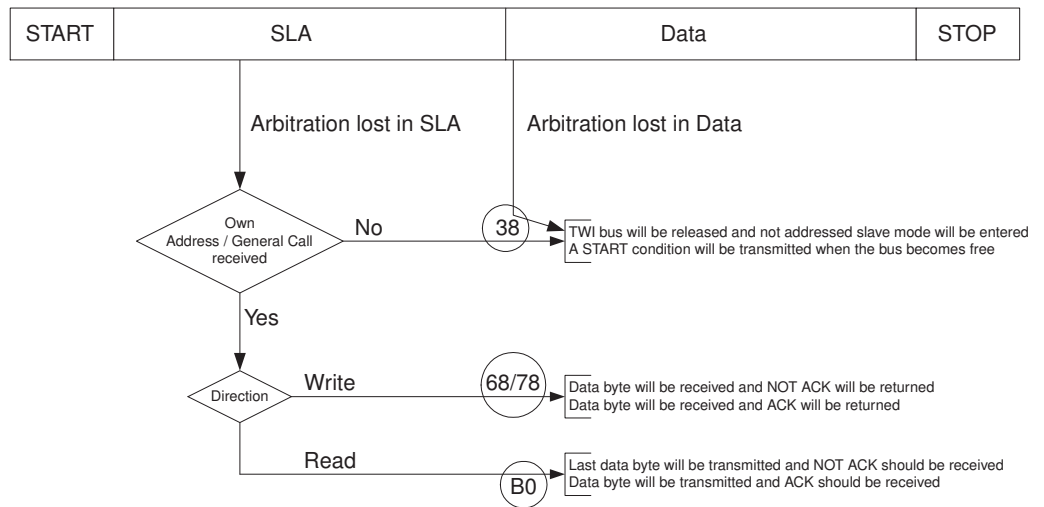 START SLA Data STOP
Arbitration lost in SLA Arbitration lost in Data
Own
Address / General Call
received
No
38
TWI bus will be released and not addressed slave mode will be entered
A START condition will be transmitted when the bus becomes free
Yes
Direction
Write
68/78
Data byte will be received and NOT ACK will be returned
Data byte will be received and ACK will be returned
Read
B0
Last data byte will be transmitted and NOT ACK should be received
Data byte will be transmitted and ACK should be received